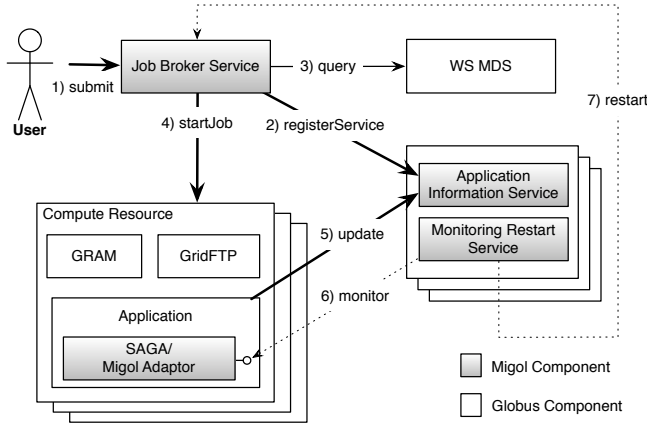 Job Broker Service
3) query
WS MDS
1) submit
User
4) startJob
2) registerService
7) restart
Application
Information Service
Monitoring Restart
Service
Compute Resource
GRAM
GridFTP
5) update
6) monitor
Application
SAGA/
Migol Adaptor
Migol Component
Globus Component